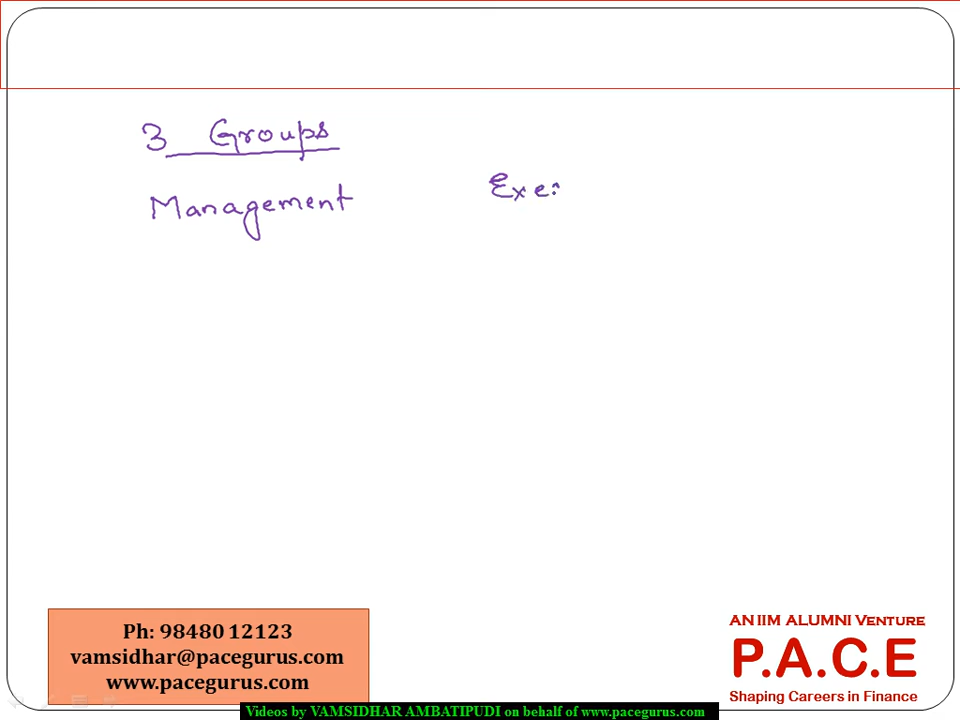 3 Groups
Management
Exe
Ph: 98480 12123
vamsidhar@pacegurus.com
www.pacegurus.com
AN IIM ALUMNI VENTURE
P.A.C.E
Shaping Careers in Finance
Videos by VAMSIDHAR AMBATIPUDI on behalf of www.pacegurus.com